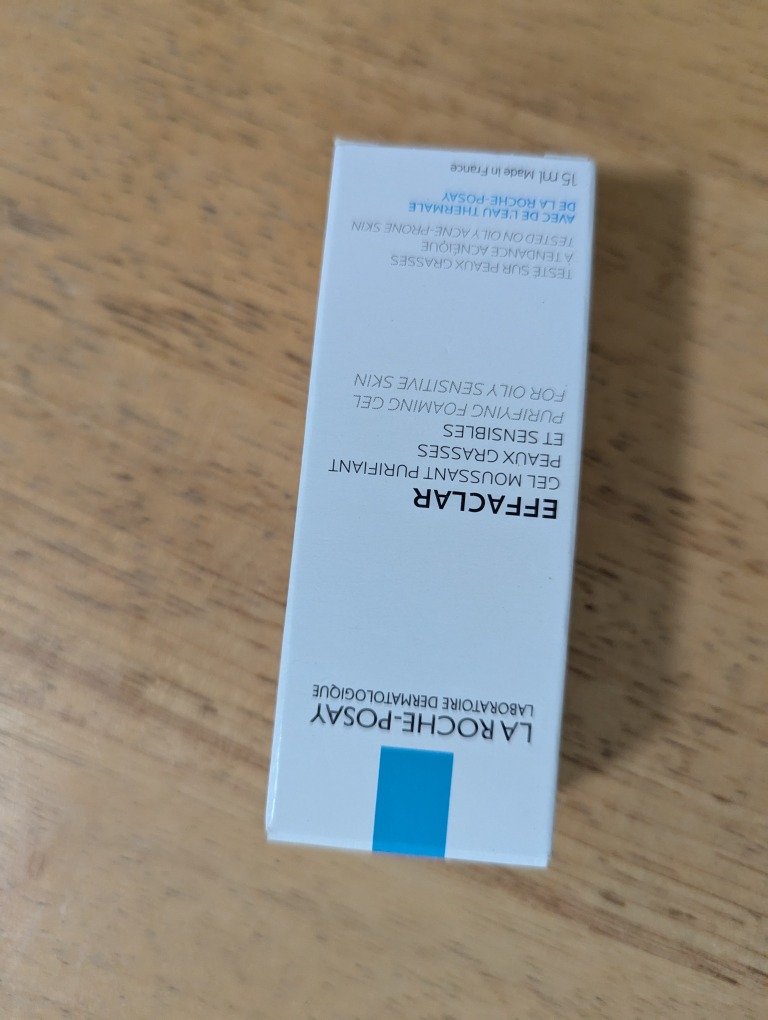 LA ROCHE-POSAY
LABORATOIRE DERMATOLOGIQUE
EFFACLAR
GEL MOUSSANT PURIFIANT
PEAUX GRASSES
ET SENSIBLES
PURIFYING FOAMING GEL
FOR OILY SENSITIVE SKIN
TESTÉ SUR PEAUX GRASSES
À TENDANCE ACNÉIQUE
TESTED ON OILY ACNE-PRONE SKIN
AVEC DE L'EAU THERMALE
DE LA ROCHE-POSAY
15 ml Made in France